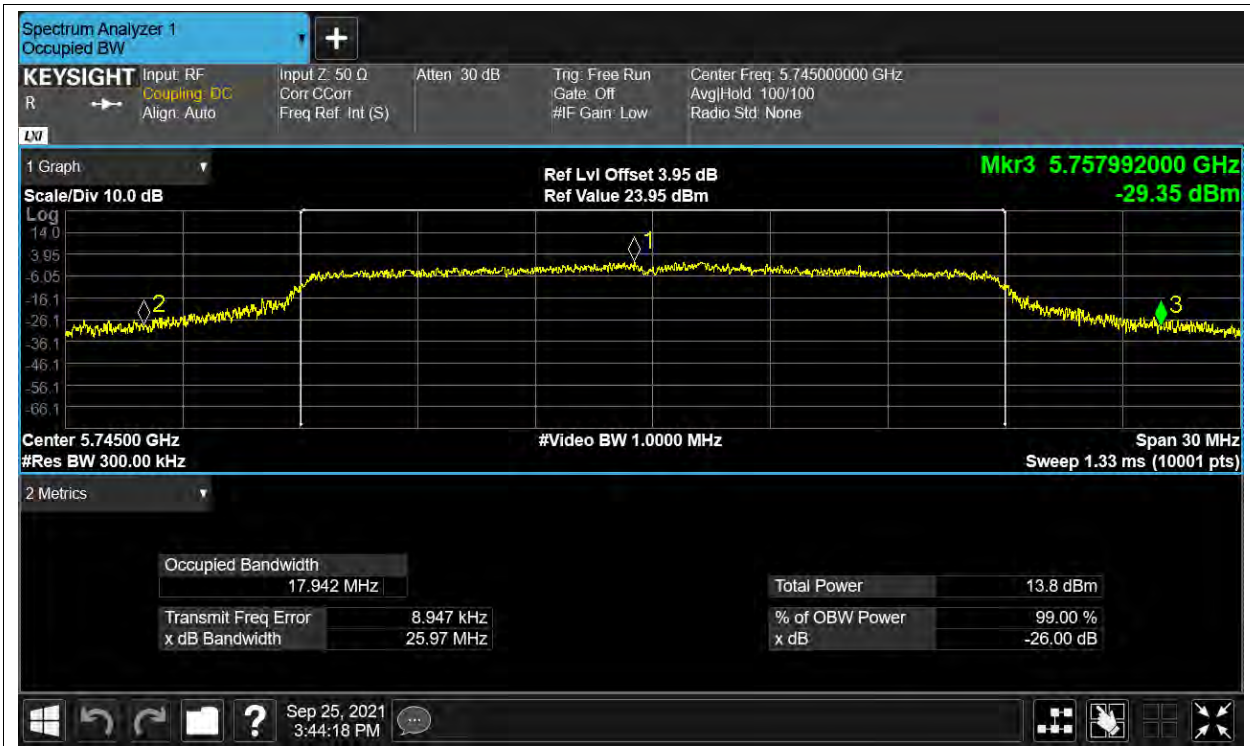 Spectrum Analyzer 1
Occupied BW
+
KEYSIGHT
R
LXI
Input: RF
Coupling: DC
Align: Auto
Input Z: 50 Ω
Corr CCorr
Freq Ref: Int (S)
Atten: 30 dB
Trig: Free Run
Gate: Off
#IF Gain: Low
Center Freq: 5.745000000 GHz
Avg|Hold: 100/100
Radio Std: None
1 Graph
Scale/Div 10.0 dB
Ref Lvl Offset 3.95 dB
Ref Value 23.95 dBm
Mkr3 5.757992000 GHz
-29.35 dBm
Log
14.0
3.95
-6.05
-16.1
-26.1
-36.1
-46.1
-56.1
-66.1
1
2
3
Center 5.74500 GHz
#Res BW 300.00 kHz
#Video BW 1.0000 MHz
Span 30 MHz
Sweep 1.33 ms (10001 pts)
2 Metrics
Occupied Bandwidth
17.942 MHz
Transmit Freq Error 8.947 kHz
x dB Bandwidth 25.97 MHz
Total Power 13.8 dBm
% of OBW Power 99.00 %
x dB -26.00 dB
?
Sep 25, 2021
3:44:18 PM